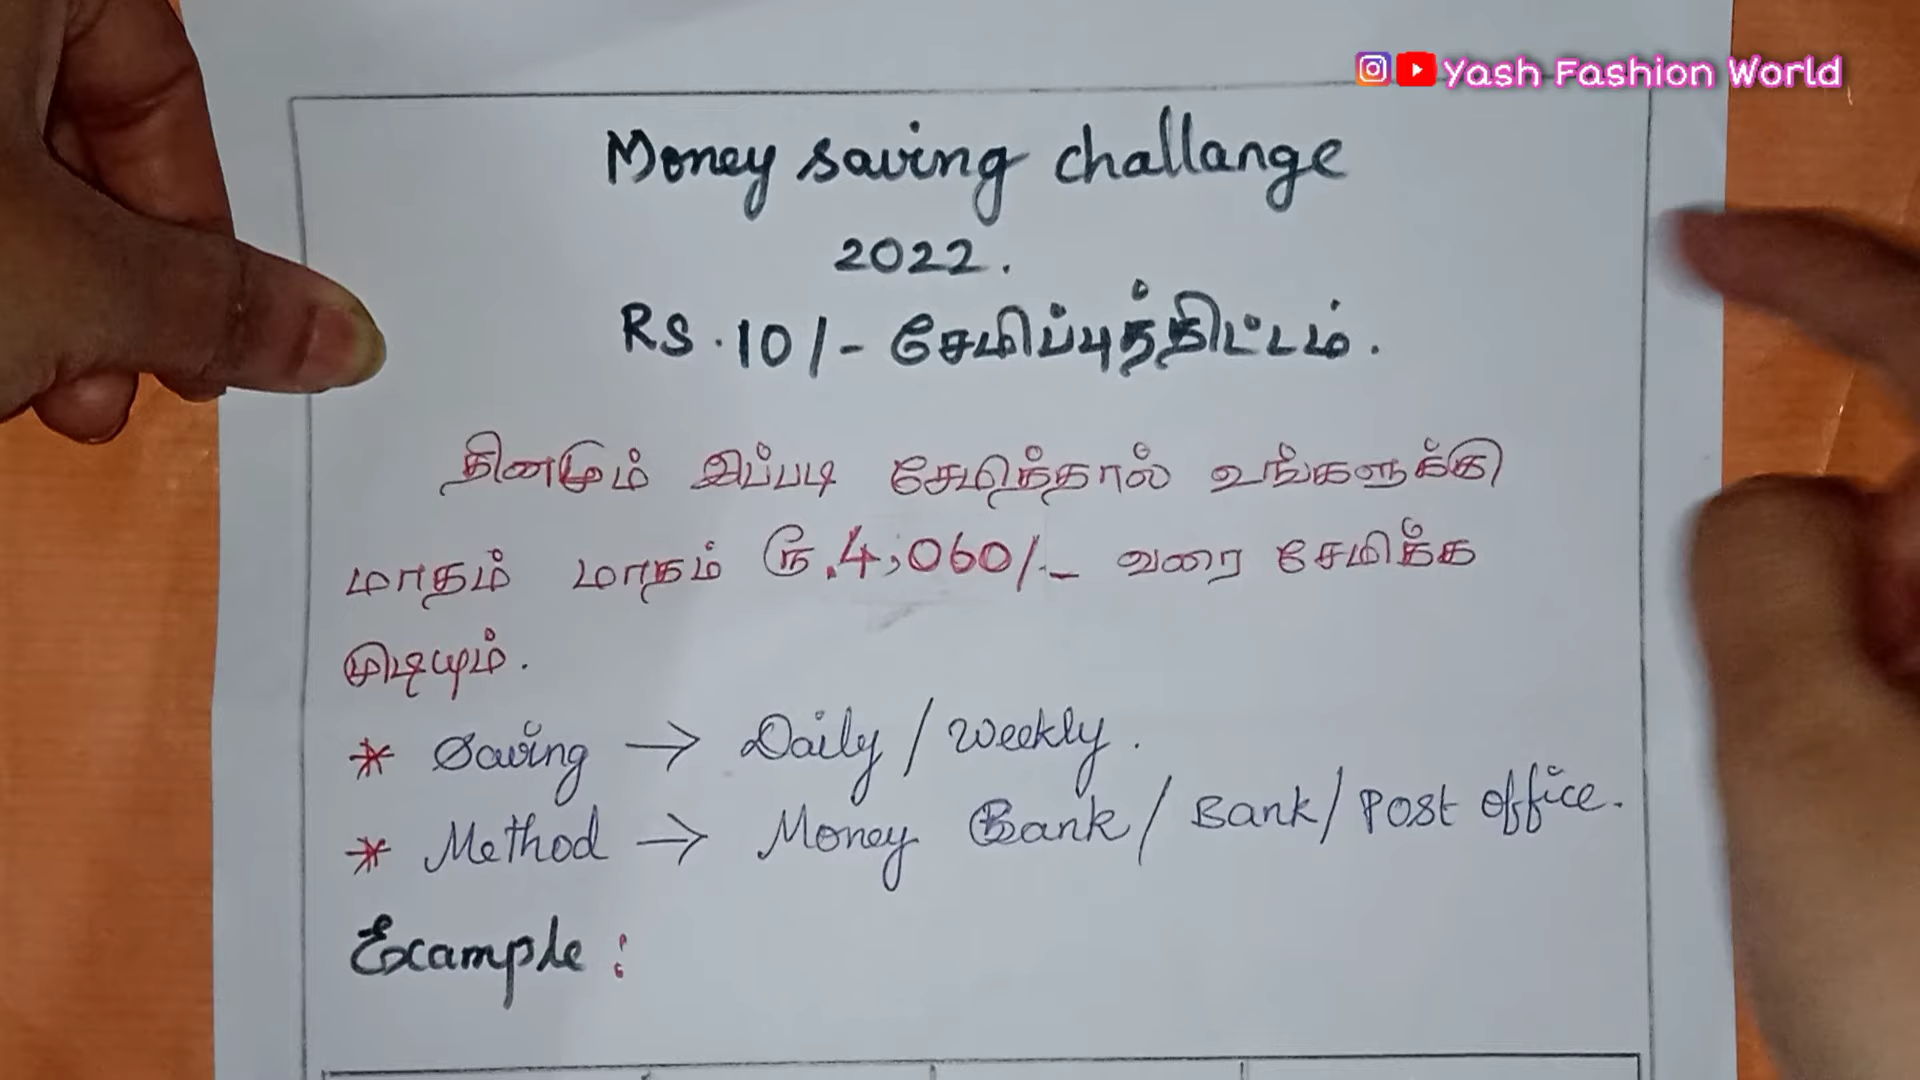 Yash Fashion World
Money saving challange
2022.
RS.10/- சேமிப்புத்திட்டம்.
தினமும் இப்படி சேமித்தால் உங்களுக்கு
மாதம் மாதம் ரூ.4,060/- வரை சேமிக்க
முடியும்.
* Saving → Daily / Weekly.
* Method → Money Bank / Bank / Post office.
Example :